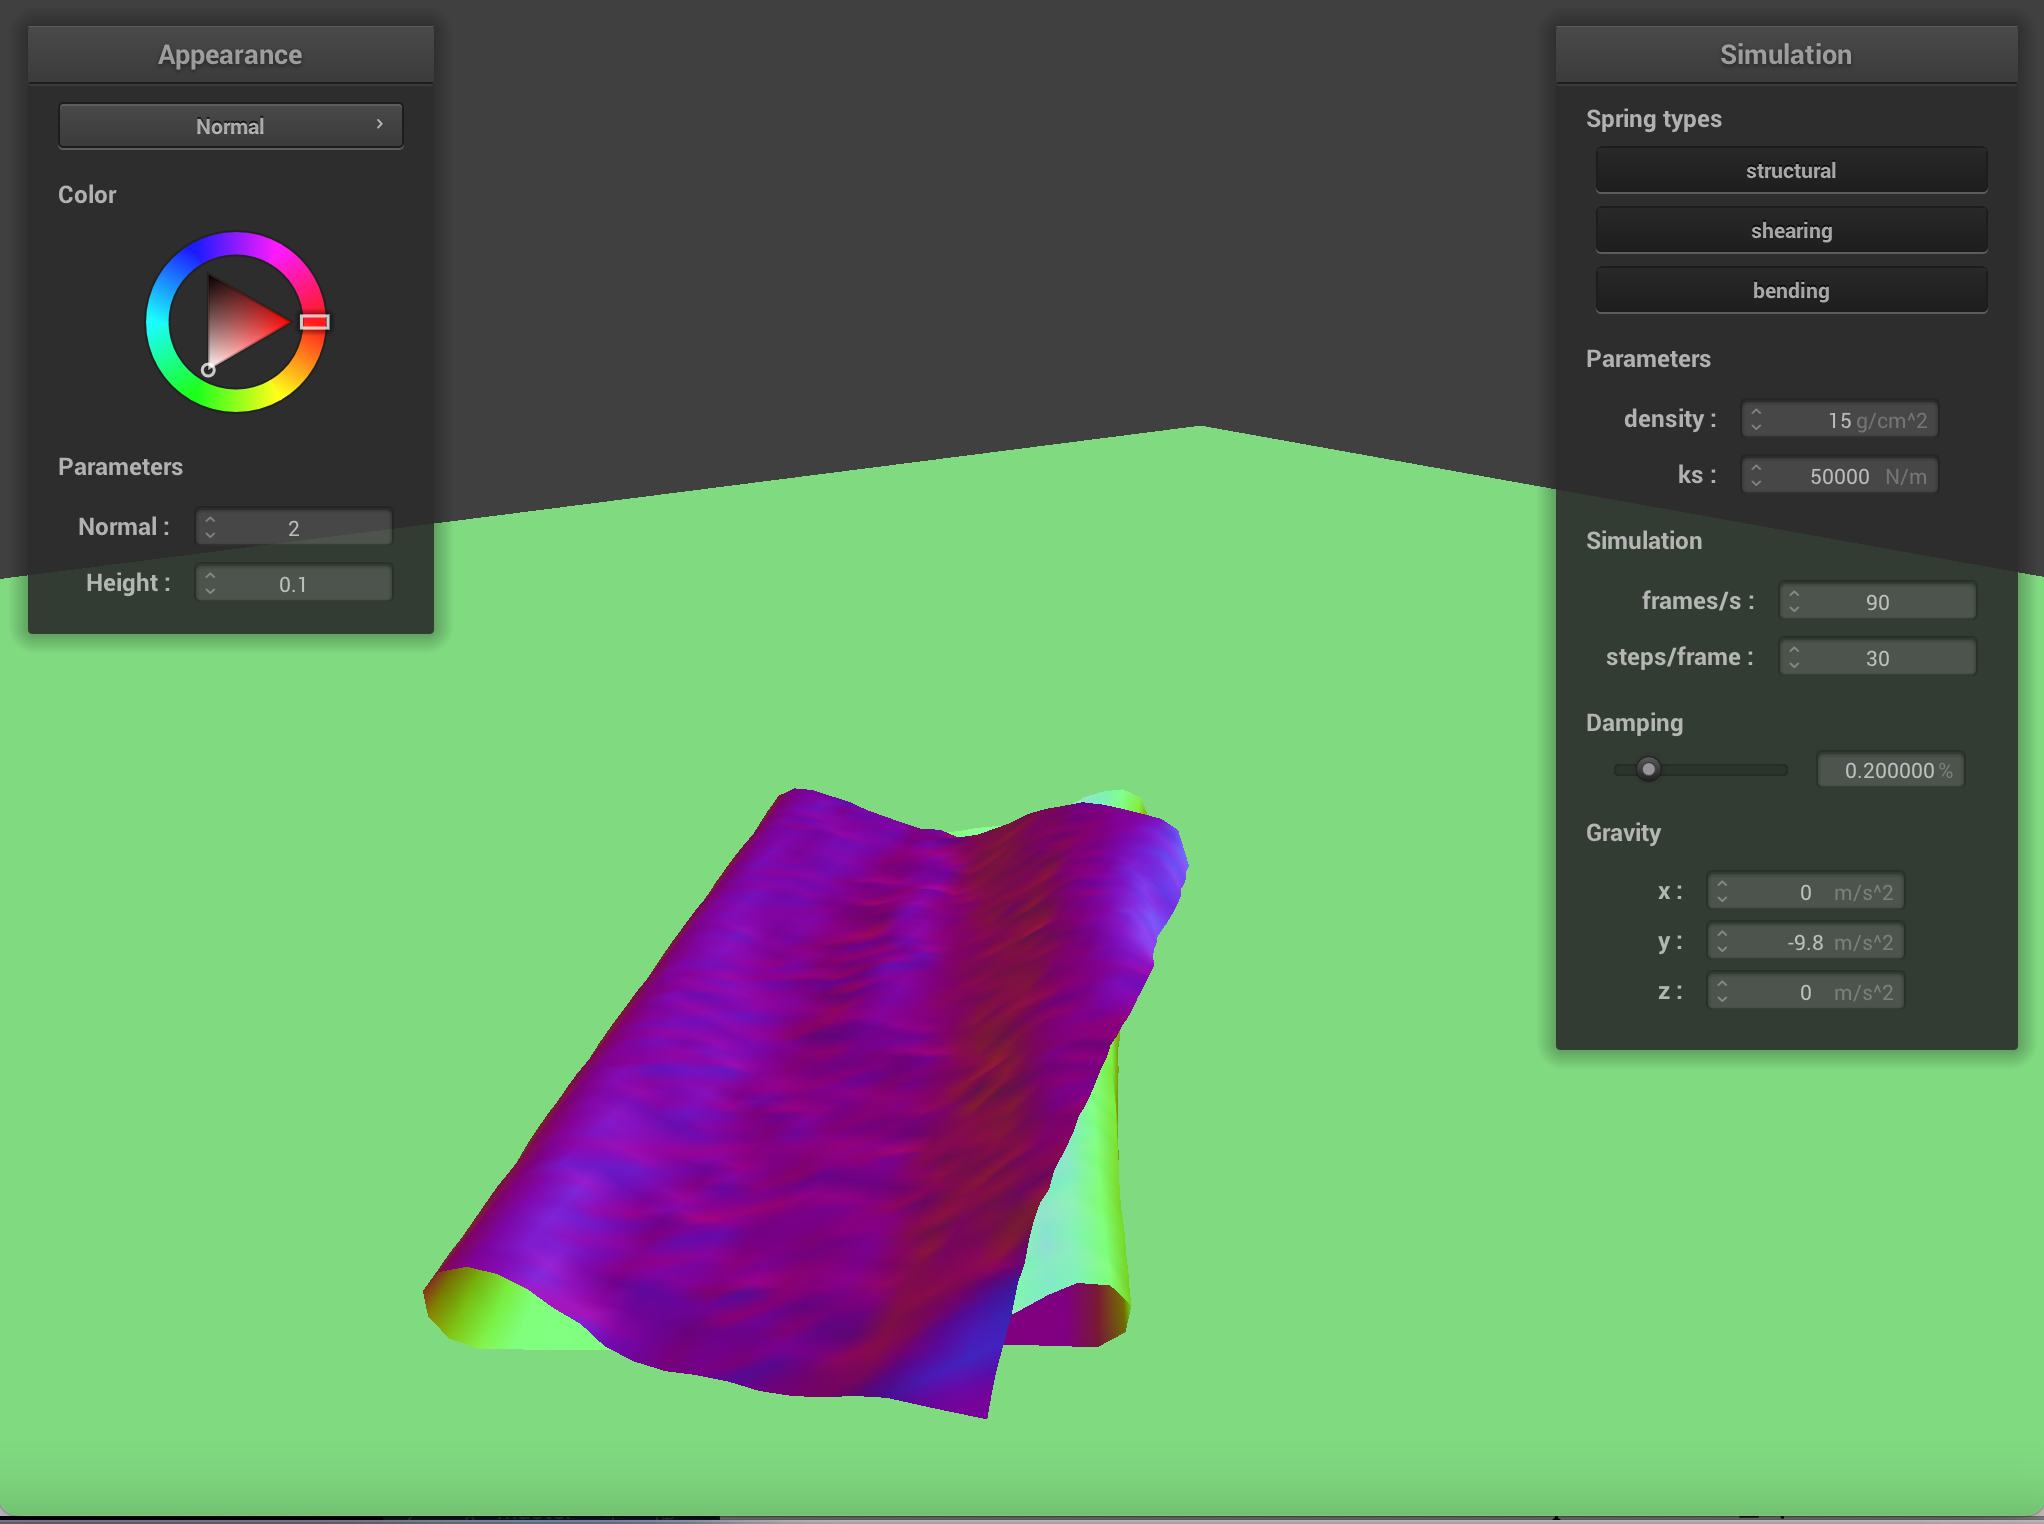 Appearance
Normal
Color
Parameters
Normal :
2
Height :
0.1
Simulation
Spring types
structural
shearing
bending
Parameters
density :
15 g/cm^2
ks :
50000 N/m
Simulation
frames/s :
90
steps/frame :
30
Damping
0.200000 %
Gravity
x :
0 m/s^2
y :
-9.8 m/s^2
z :
0 m/s^2